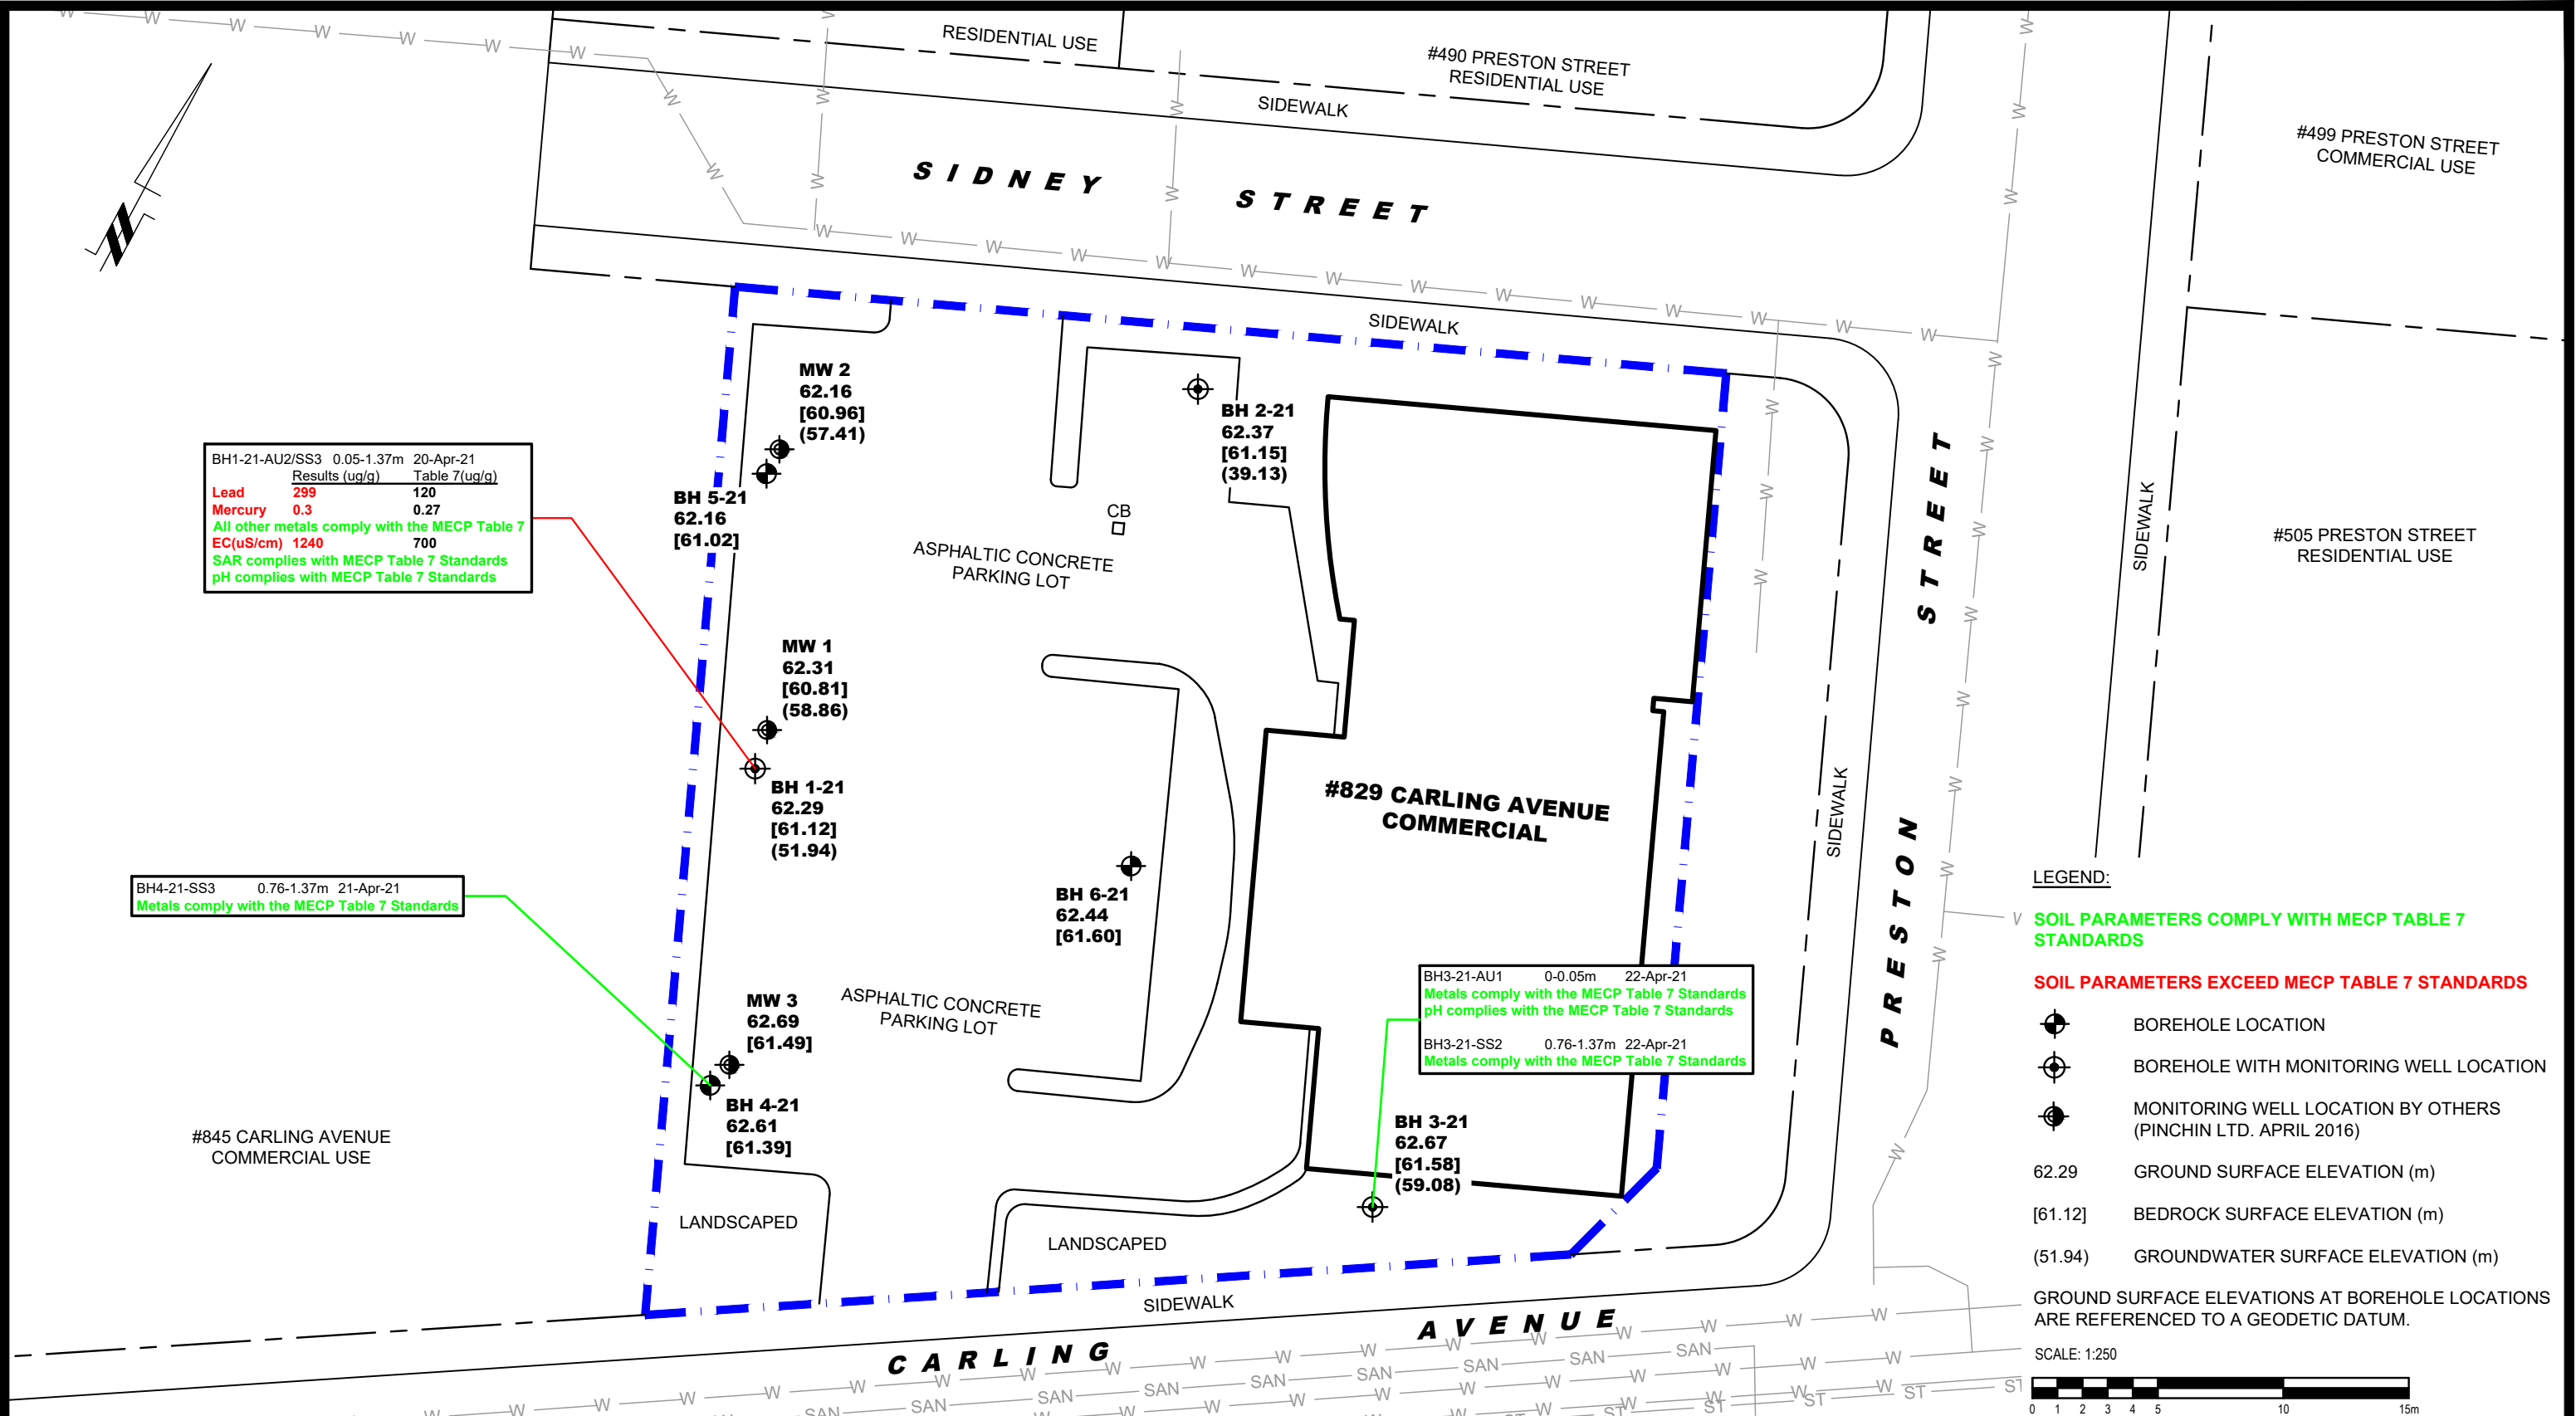 RESIDENTIAL USE
#490 PRESTON STREET
RESIDENTIAL USE
SIDEWALK
SIDNEY STREET
#499 PRESTON STREET
COMMERCIAL USE
SIDEWALK
MW 2
62.16
[60.96]
(57.41)
BH 2-21
62.37
[61.15]
(39.13)
BH1-21-AU2/SS3 0.05-1.37m 20-Apr-21
Results (ug/g) Table 7(ug/g)
Lead 299 120
Mercury 0.3 0.27
All other metals comply with the MECP Table 7
EC(uS/cm) 1240 700
SAR complies with MECP Table 7 Standards
pH complies with MECP Table 7 Standards
BH 5-21
62.16
[61.02]
CB
ASPHALTIC CONCRETE
PARKING LOT
PRESTON STREET
SIDEWALK
#505 PRESTON STREET
RESIDENTIAL USE
MW 1
62.31
[60.81]
(58.86)
BH 1-21
62.29
[61.12]
(51.94)
#829 CARLING AVENUE
COMMERCIAL
SIDEWALK
BH4-21-SS3 0.76-1.37m 21-Apr-21
Metals comply with the MECP Table 7 Standards
BH 6-21
62.44
[61.60]
MW 3
62.69
[61.49]
ASPHALTIC CONCRETE
PARKING LOT
BH3-21-AU1 0-0.05m 22-Apr-21
Metals comply with the MECP Table 7 Standards
pH complies with the MECP Table 7 Standards
BH3-21-SS2 0.76-1.37m 22-Apr-21
Metals comply with the MECP Table 7 Standards
BH 4-21
62.61
[61.39]
BH 3-21
62.67
[61.58]
(59.08)
#845 CARLING AVENUE
COMMERCIAL USE
LANDSCAPED
LANDSCAPED
SIDEWALK
CARLING AVENUE
W W W W W W W W W W W W
SAN SAN SAN SAN SAN SAN SAN
ST ST ST ST ST
LEGEND:
SOIL PARAMETERS COMPLY WITH MECP TABLE 7
STANDARDS
SOIL PARAMETERS EXCEED MECP TABLE 7 STANDARDS
BOREHOLE LOCATION
BOREHOLE WITH MONITORING WELL LOCATION
MONITORING WELL LOCATION BY OTHERS
(PINCHIN LTD. APRIL 2016)
62.29 GROUND SURFACE ELEVATION (m)
[61.12] BEDROCK SURFACE ELEVATION (m)
(51.94) GROUNDWATER SURFACE ELEVATION (m)
GROUND SURFACE ELEVATIONS AT BOREHOLE LOCATIONS
ARE REFERENCED TO A GEODETIC DATUM.
SCALE: 1:250
0 1 2 3 4 5 10 15m